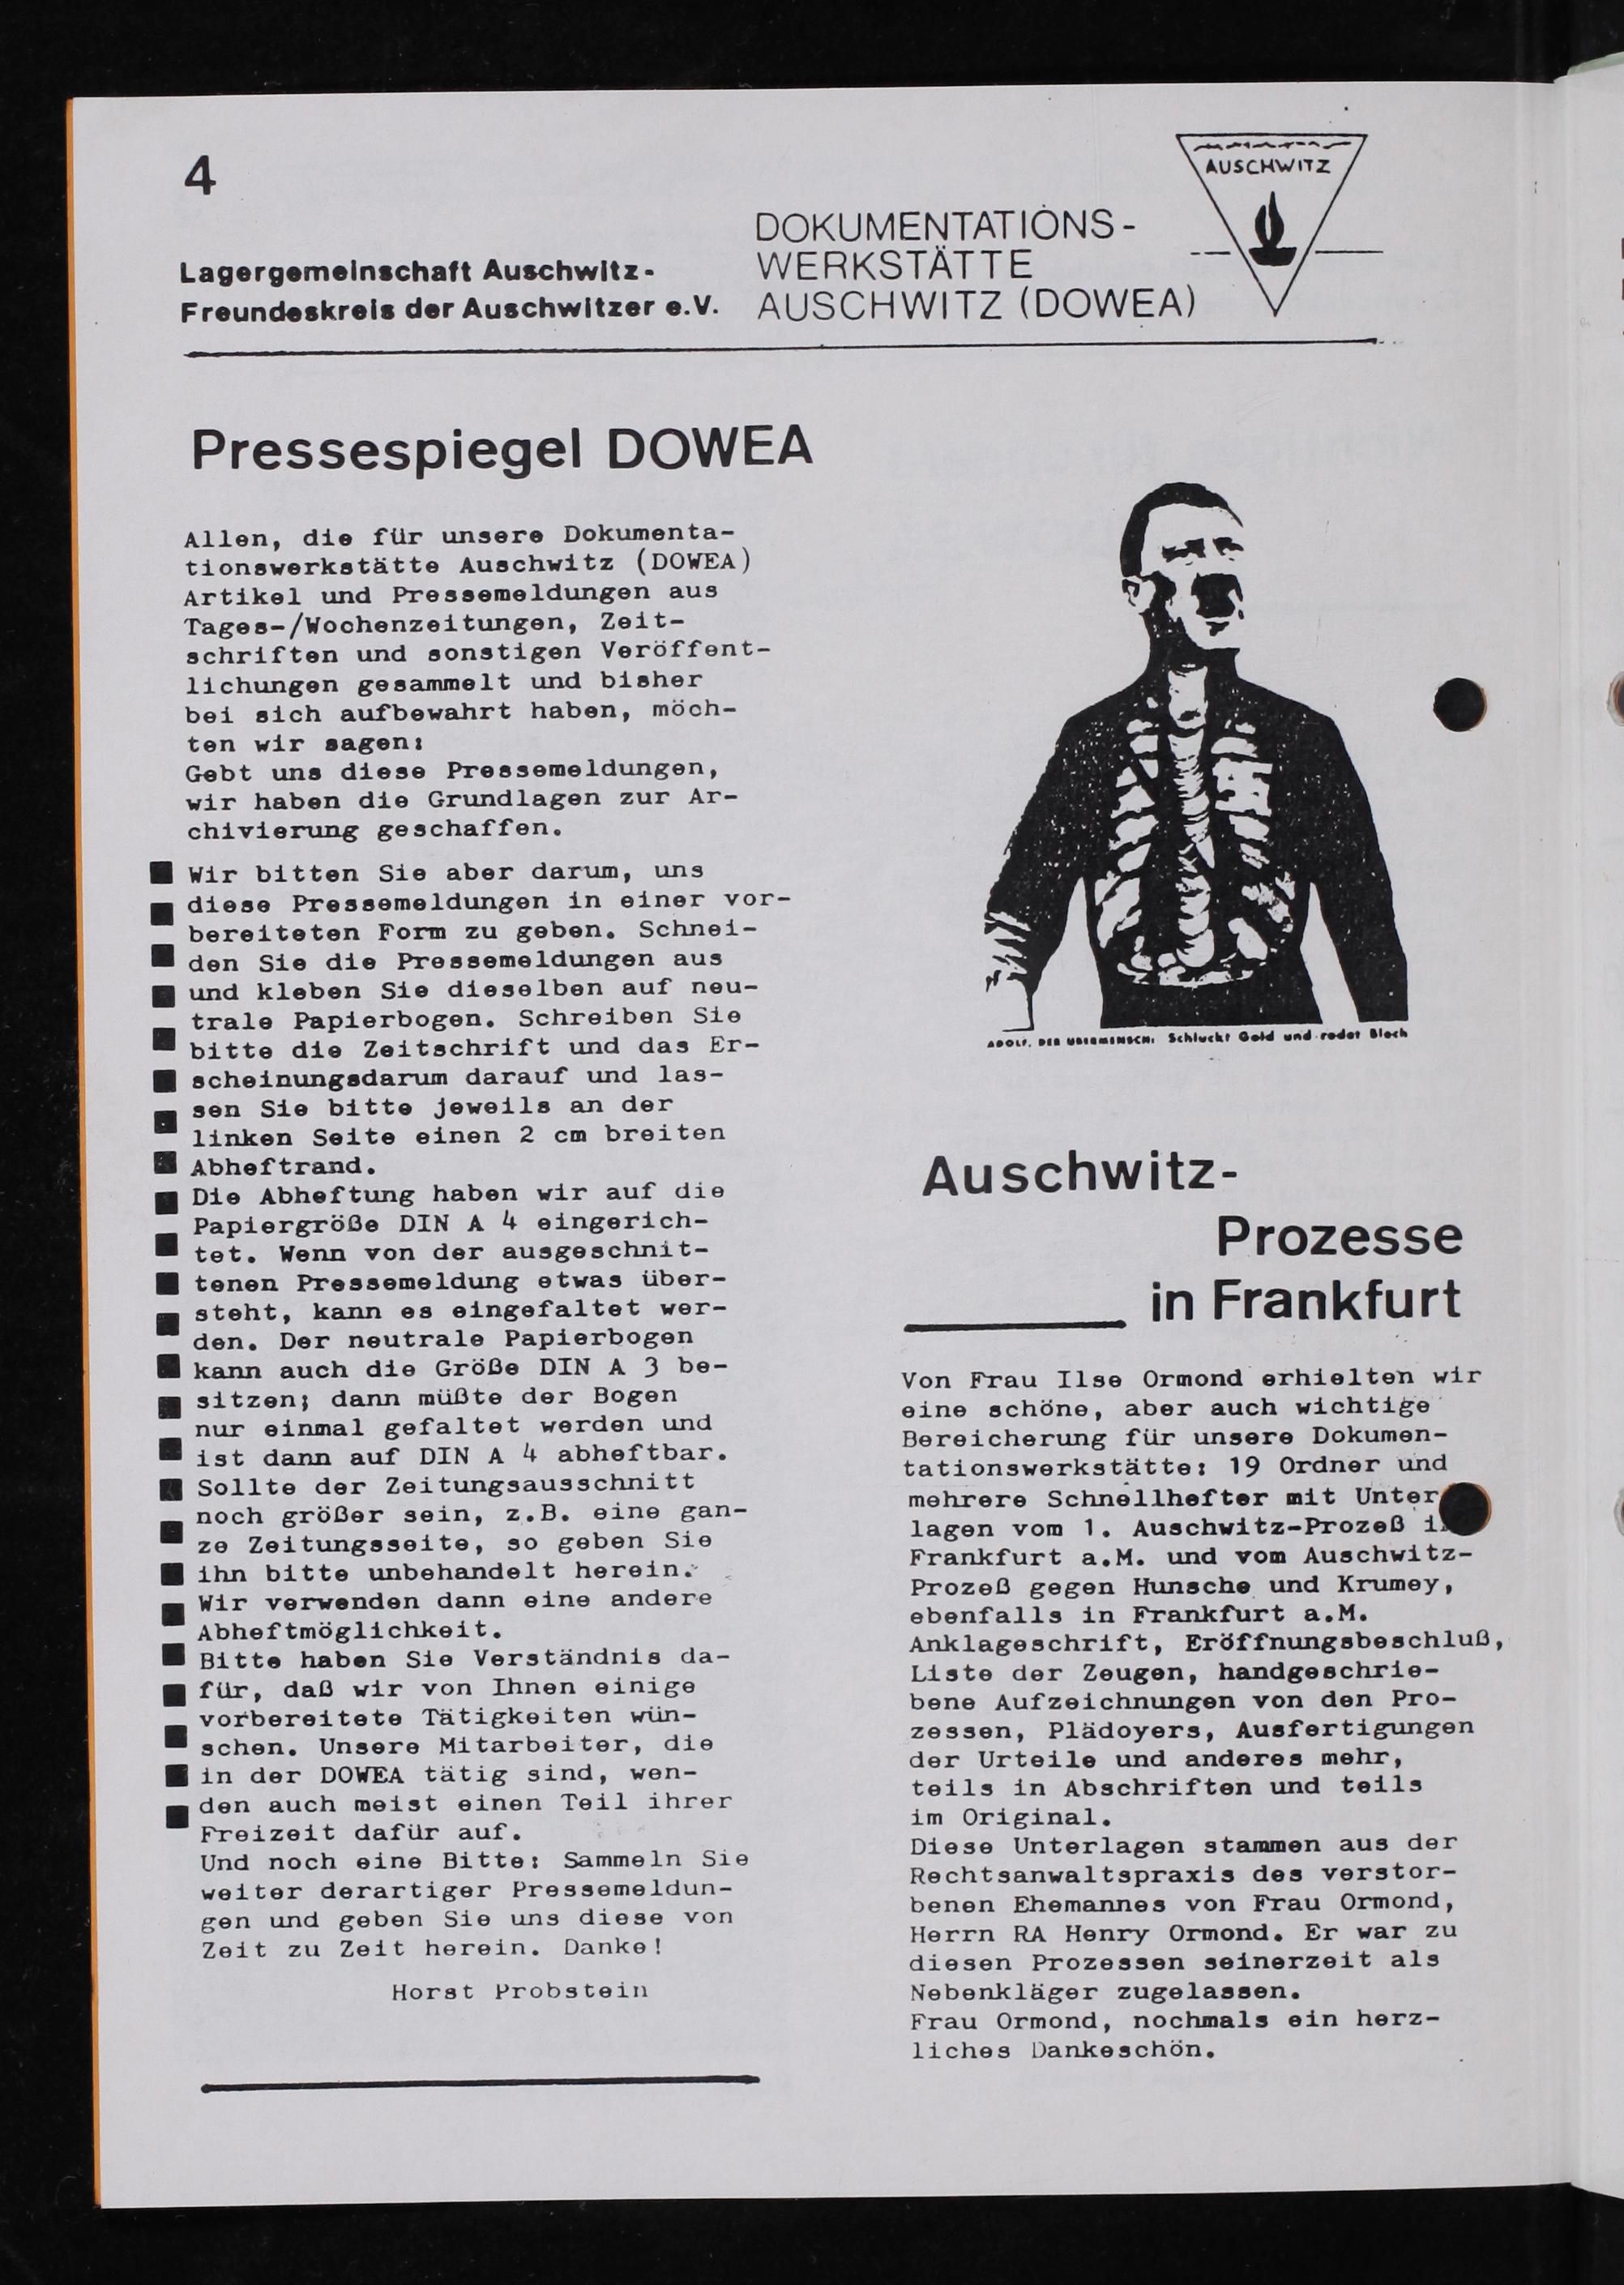 4
Lagergemeinschaft Auschwitz-
Freundeskreis der Auschwitzer e.V.
DOKUMENTATIONS-
WERKSTÄTTE
AUSCHWITZ (DOWEA)
AUSCHWITZ
Pressespiegel DOWEA
Allen, die für unsere Dokumenta-
tionswerkstätte Auschwitz (DOWEA)
Artikel und Pressemeldungen aus
Tages-/Wochenzeitungen, Zeit-
schriften und sonstigen Veröffent-
lichungen gesammelt und bisher
bei sich aufbewahrt haben, möch-
ten wir sagen:
Gebt uns diese Pressemeldungen,
wir haben die Grundlagen zur Ar-
chivierung geschaffen.
Wir bitten Sie aber darum, uns
diese Pressemeldungen in einer vor-
bereiteten Form zu geben. Schnei-
den Sie die Pressemeldungen aus
und kleben Sie dieselben auf neu-
trale Papierbogen. Schreiben Sie
bitte die Zeitschrift und das Er-
scheinungsdarum darauf und las-
sen Sie bitte jeweils an der
linken Seite einen 2 cm breiten
Abheftrand.
Die Abheftung haben wir auf die
Papiergröße DIN A 4 eingerich-
tet. Wenn von der ausgeschnit-
tenen Pressemeldung etwas über-
steht, kann es eingefaltet wer-
den. Der neutrale Papierbogen
kann auch die Größe DIN A 3 be-
sitzen; dann müßte der Bogen
nur einmal gefaltet werden und
ist dann auf DIN A 4 abheftbar.
Sollte der Zeitungsausschnitt
noch größer sein, z.B. eine gan-
ze Zeitungsseite, so geben Sie
ihn bitte unbehandelt herein.
Wir verwenden dann eine andere
Abheftmöglichkeit.
Bitte haben Sie Verständnis da-
für, daß wir von Ihnen einige
vorbereitete Tätigkeiten wün-
schen. Unsere Mitarbeiter, die
in der DOWEA tätig sind, wen-
den auch meist einen Teil ihrer
Freizeit dafür auf.
Und noch eine Bitte: Sammeln Sie
weiter derartiger Pressemeldun-
gen und geben Sie uns diese von
Zeit zu Zeit herein. Danke!
Horst Probstein
ADOLF, DER ÜBERMENSCH: Schluckt Gold und redet Blech
Auschwitz-
Prozesse
in Frankfurt
Von Frau Ilse Ormond erhielten wir
eine schöne, aber auch wichtige
Bereicherung für unsere Dokumen-
tationswerkstätte: 19 Ordner und
mehrere Schnellhefter mit Unter
lagen vom 1. Auschwitz-Prozeß i
Frankfurt a.M. und vom Auschwitz-
Prozeß gegen Hunsche und Krumey,
ebenfalls in Frankfurt a.M.
Anklageschrift, Eröffnungsbeschluß,
Liste der Zeugen, handgeschrie-
bene Aufzeichnungen von den Pro-
zessen, Plädoyers, Ausfertigungen
der Urteile und anderes mehr,
teils in Abschriften und teils
im Original.
Diese Unterlagen stammen aus der
Rechtsanwaltspraxis des verstor-
benen Ehemannes von Frau Ormond,
Herrn RA Henry Ormond. Er war zu
diesen Prozessen seinerzeit als
Nebenkläger zugelassen.
Frau Ormond, nochmals ein herz-
liches Dankeschön.